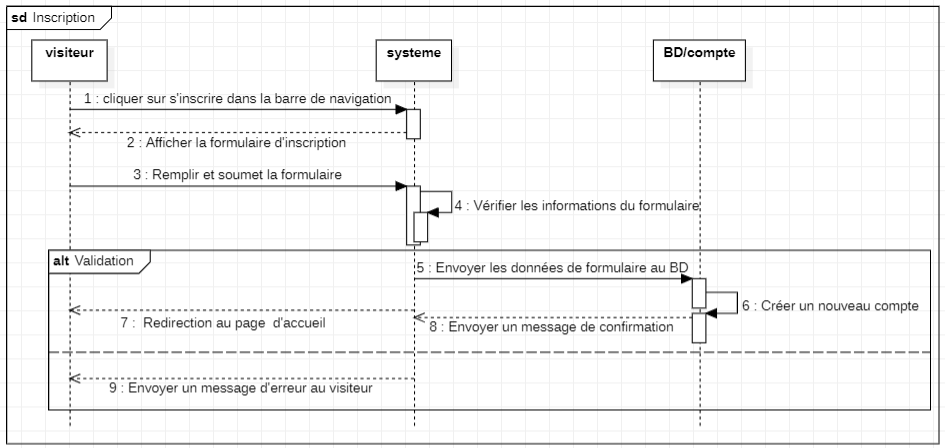 sd Inscription
visiteur
systeme
BD/compte
1 : cliquer sur s'inscrire dans la barre de navigation
2 : Afficher la formulaire d'inscription
3 : Remplir et soumet la formulaire
4 : Vérifier les informations du formulaire
alt Validation
5 : Envoyer les données de formulaire au BD
6 : Créer un nouveau compte
7 : Redirection au page d'accueil
8 : Envoyer un message de confirmation
9 : Envoyer un message d'erreur au visiteur